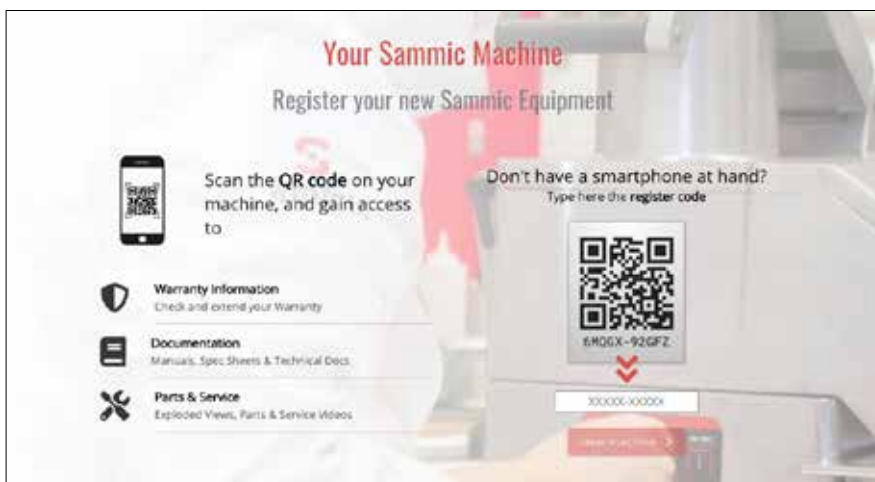 Your Sammic Machine
Register your new Sammic Equipment
Scan the QR code on your
machine, and gain access
to
Warranty Information
Check and extend your Warranty
Documentation
Manuals, Spec Sheets & Technical Docs
Parts & Service
Exploded Views, Parts & Service Videos
Don't have a smartphone at hand?
Type here the register code
6MQGX-92GFZ
XXXXX-XXXXX